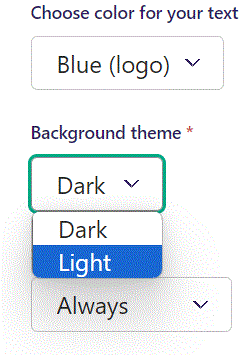 Choose color for your text
Blue (logo)
Background theme *
Dark
Dark
Light
Always